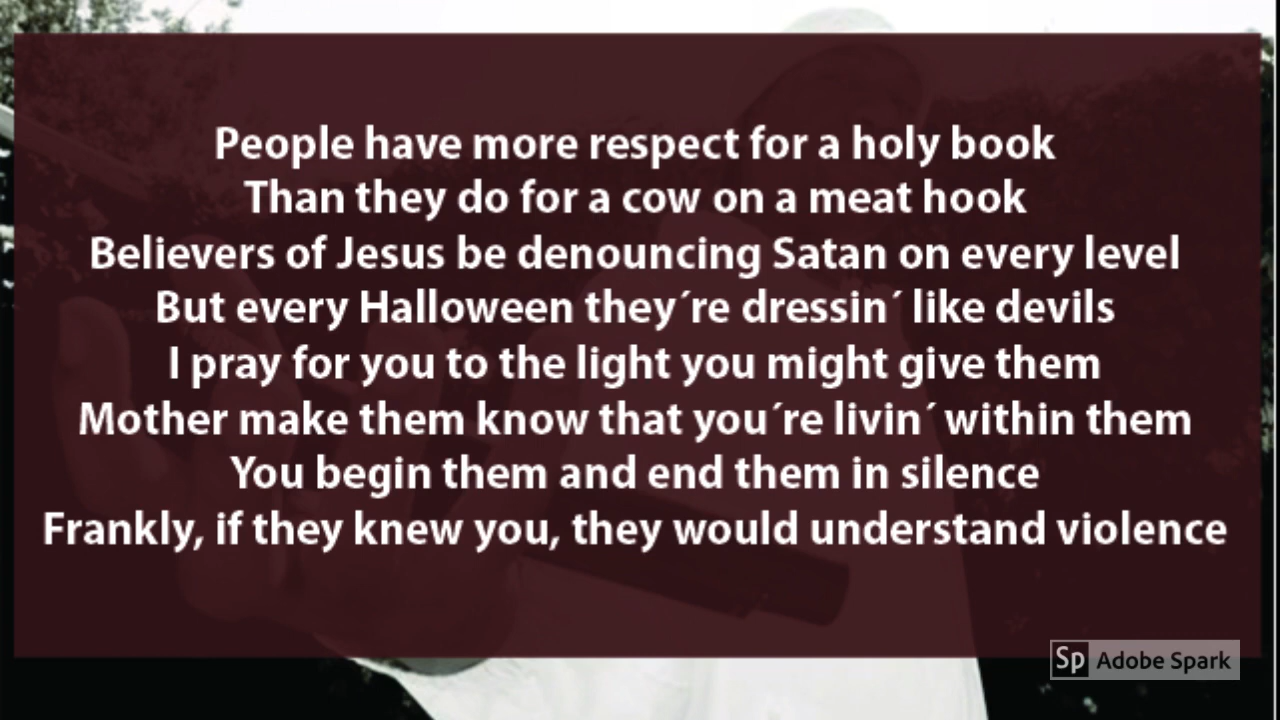 People have more respect for a holy book
Than they do for a cow on a meat hook
Believers of Jesus be denouncing Satan on every level
But every Halloween they´re dressin´ like devils
I pray for you to the light you might give them
Mother make them know that you´re livin´ within them
You begin them and end them in silence
Frankly, if they knew you, they would understand violence
Sp Adobe Spark